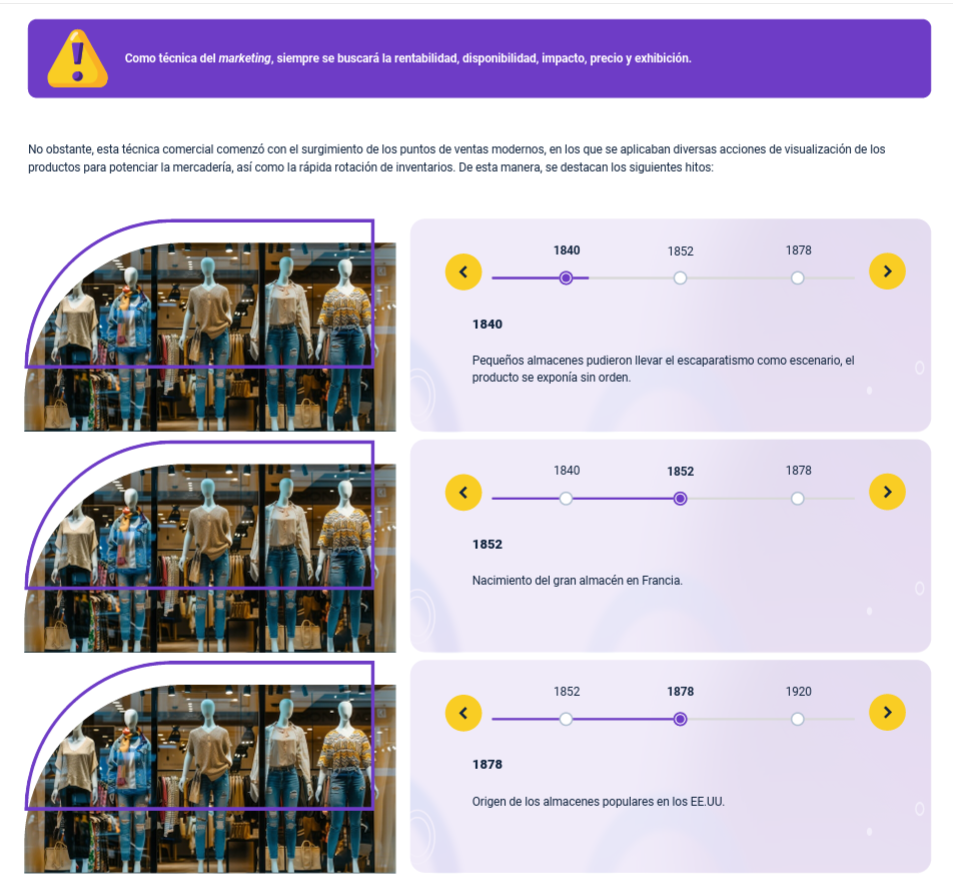 Como técnica del marketing, siempre se buscará la rentabilidad, disponibilidad, impacto, precio y exhibición.
No obstante, esta técnica comercial comenzó con el surgimiento de los puntos de ventas modernos, en los que se aplicaban diversas acciones de visualización de los
productos para potenciar la mercadería, así como la rápida rotación de inventarios. De esta manera, se destacan los siguientes hitos:
1840 1852 1878
1840
Pequeños almacenes pudieron llevar el escaparatismo como escenario, el
producto se exponía sin orden.
1840 1852 1878
1852
Nacimiento del gran almacén en Francia.
1852 1878 1920
1878
Origen de los almacenes populares en los EE.UU.